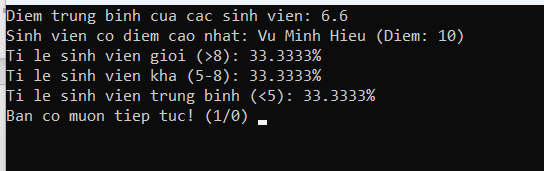 Diem trung binh cua cac sinh vien: 6.6
Sinh vien co diem cao nhat: Vu Minh Hieu (Diem: 10)
Ti le sinh vien gioi (>8): 33.3333%
Ti le sinh vien kha (5-8): 33.3333%
Ti le sinh vien trung binh (<5): 33.3333%
Ban co muon tiep tuc! (1/0)